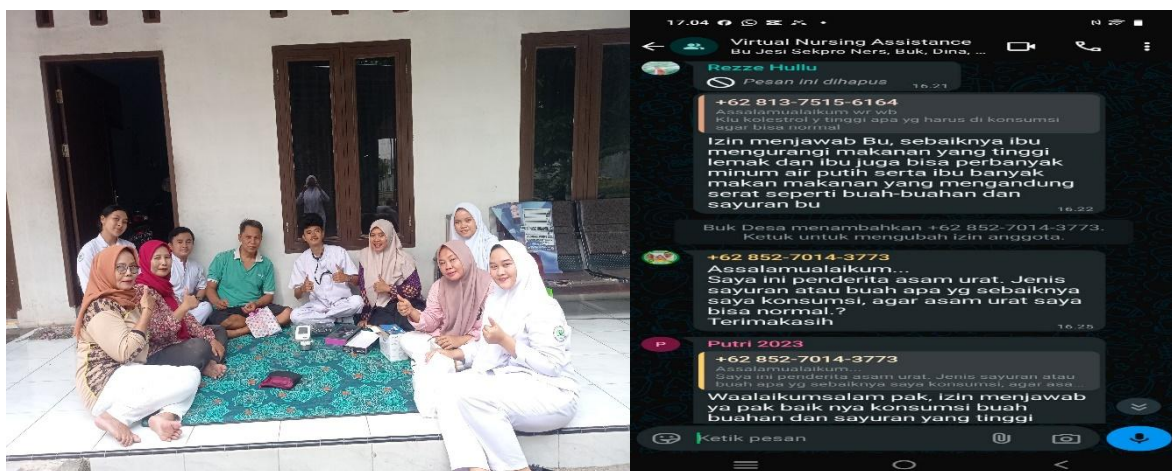 17.04
Virtual Nursing Assistance
Bu Jesi Sekpro Ners, Buk, Dina, ...
Rezze Hullu
Pesan ini dihapus 16.21
+62 813-7515-6164
Assalamualaikum wr wb
Klu kolestrol y tinggi apa yg harus di konsumsi
agar bisa normal
Izin menjawab Bu, sebaiknya ibu
mengurangi makanan yang tinggi
lemak dan ibu juga bisa perbanyak
minum air putih serta ibu banyak
makan makanan yang mengandung
serat seperti buah-buahan dan
sayuran bu
16.22
Buk Desa menambahkan +62 852-7014-3773.
Ketuk untuk mengubah izin anggota.
+62 852-7014-3773
Assalamualaikum...
Saya ini penderita asam urat. Jenis
sayuran atau buah apa yg sebaiknya
saya konsumsi, agar asam urat saya
bisa normal.?
Terimakasih
16.25
P
Putri 2023
+62 852-7014-3773
Assalamualaikum...
Saya ini penderita asam urat. Jenis sayuran atau
buah apa yg sebaiknya saya konsumsi, agar asa...
Waalaikumsalam pak, izin menjawab
ya pak baik nya konsumsi buah
buahan dan sayuran yang tinggi
Ketik pesan